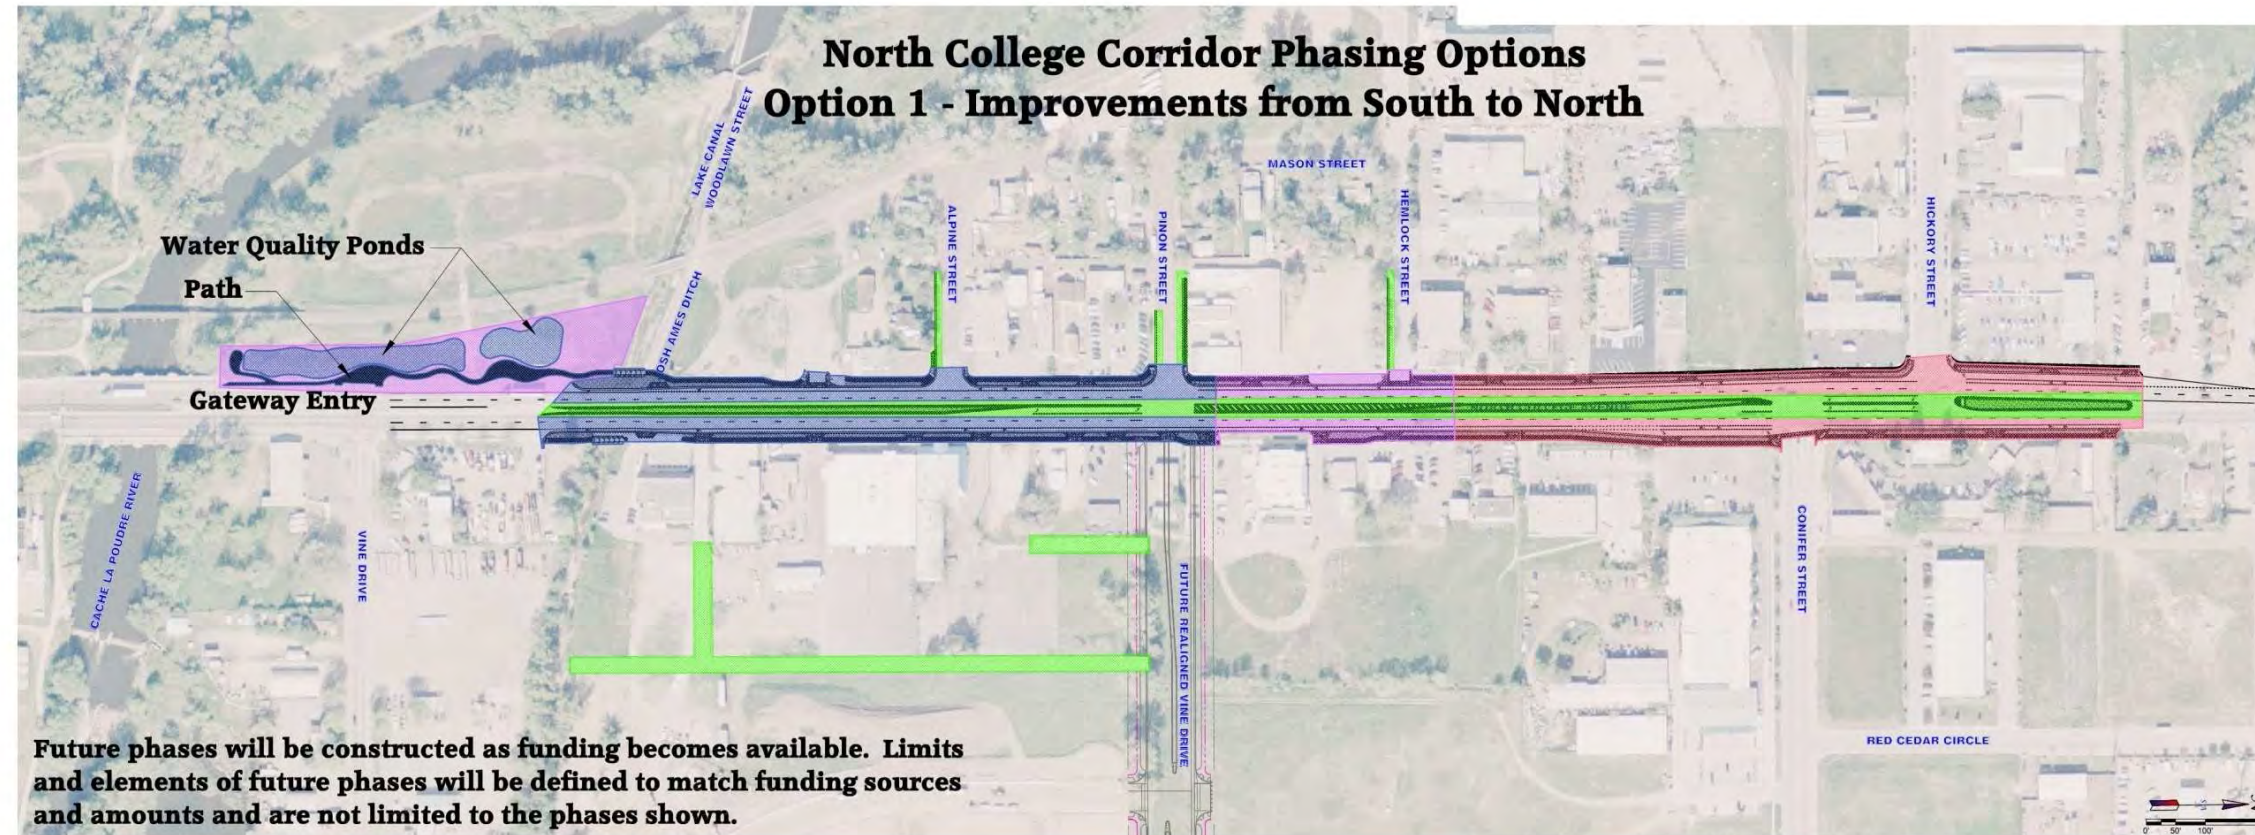 North College Corridor Phasing Options
Option 1 - Improvements from South to North
LAKE CANAL
WOODLAWN STREET
MASON STREET
ALPINE STREET
PINON STREET
HEMLOCK STREET
HICKORY STREET
Water Quality Ponds
Path
OSH AMES DITCH
Gateway Entry
CACHE LA POUDRE RIVER
VINE DRIVE
FUTURE REALIGNED VINE DRIVE
CONIFER STREET
RED CEDAR CIRCLE
Future phases will be constructed as funding becomes available. Limits
and elements of future phases will be defined to match funding sources
and amounts and are not limited to the phases shown.
0' 50' 100'